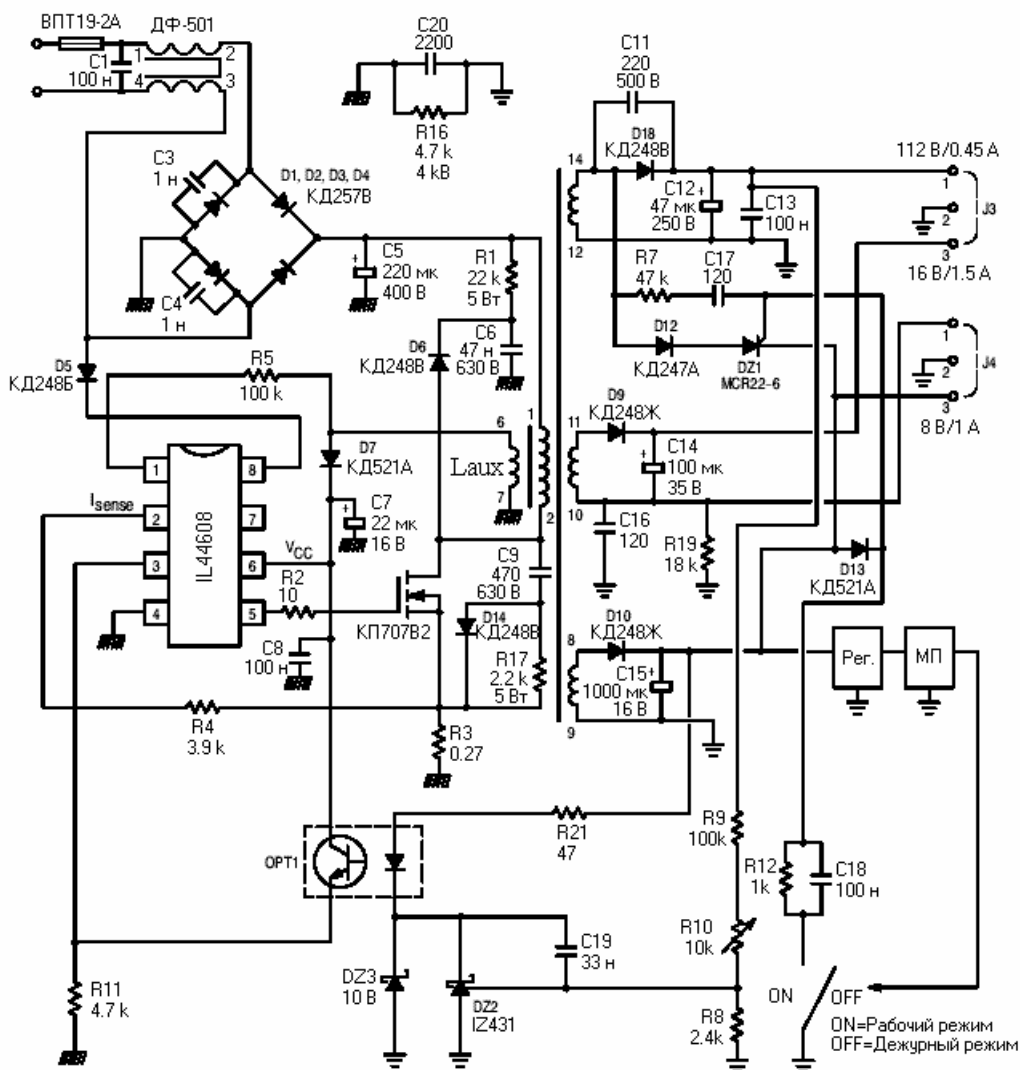 ВПТ19-2А
ДФ-501
C1
100 н
1
2
4
3
C20
2200
R16
4.7 k
4 kB
C11
220
500 В
D18
КД248В
112 В/0.45 А
1
2
3
J3
16 В/1.5 А
C3
1 н
D1, D2, D3, D4
КД257В
C4
1 н
C5
220 мк
400 В
+
R1
22 k
5 Вт
14
12
C12
47 мк
250 В
+
C13
100 н
R7
47 k
C17
120
D12
КД247А
DZ1
MCR22-6
1
2
3
J4
8 В/1 А
D5
КД248Б
R5
100 k
D6
КД248В
C6
47 н
630 В
D7
КД521А
6
Laux
7
1
2
11
10
D9
КД248Ж
C14
100 мк
35 В
+
C16
120
R19
18 k
D13
КД521А
1
2
3
4
8
7
6
5
IL44608
Isense
VCC
C7
22 мк
16 В
+
R2
10
C8
100 н
КП707В2
C9
470
630 В
D14
КД248В
R17
2.2 k
5 Вт
D10
КД248Ж
8
9
C15
1000 мк
16 В
+
Рег.
МП
R4
3.9 k
R3
0.27
OPT1
R21
47
R9
100k
R12
1k
C18
100 н
R10
10k
C19
33 н
R11
4.7 k
DZ3
10 В
DZ2
IZ431
R8
2.4k
ON
OFF
ON=Рабочий режим
OFF=Дежурный режим